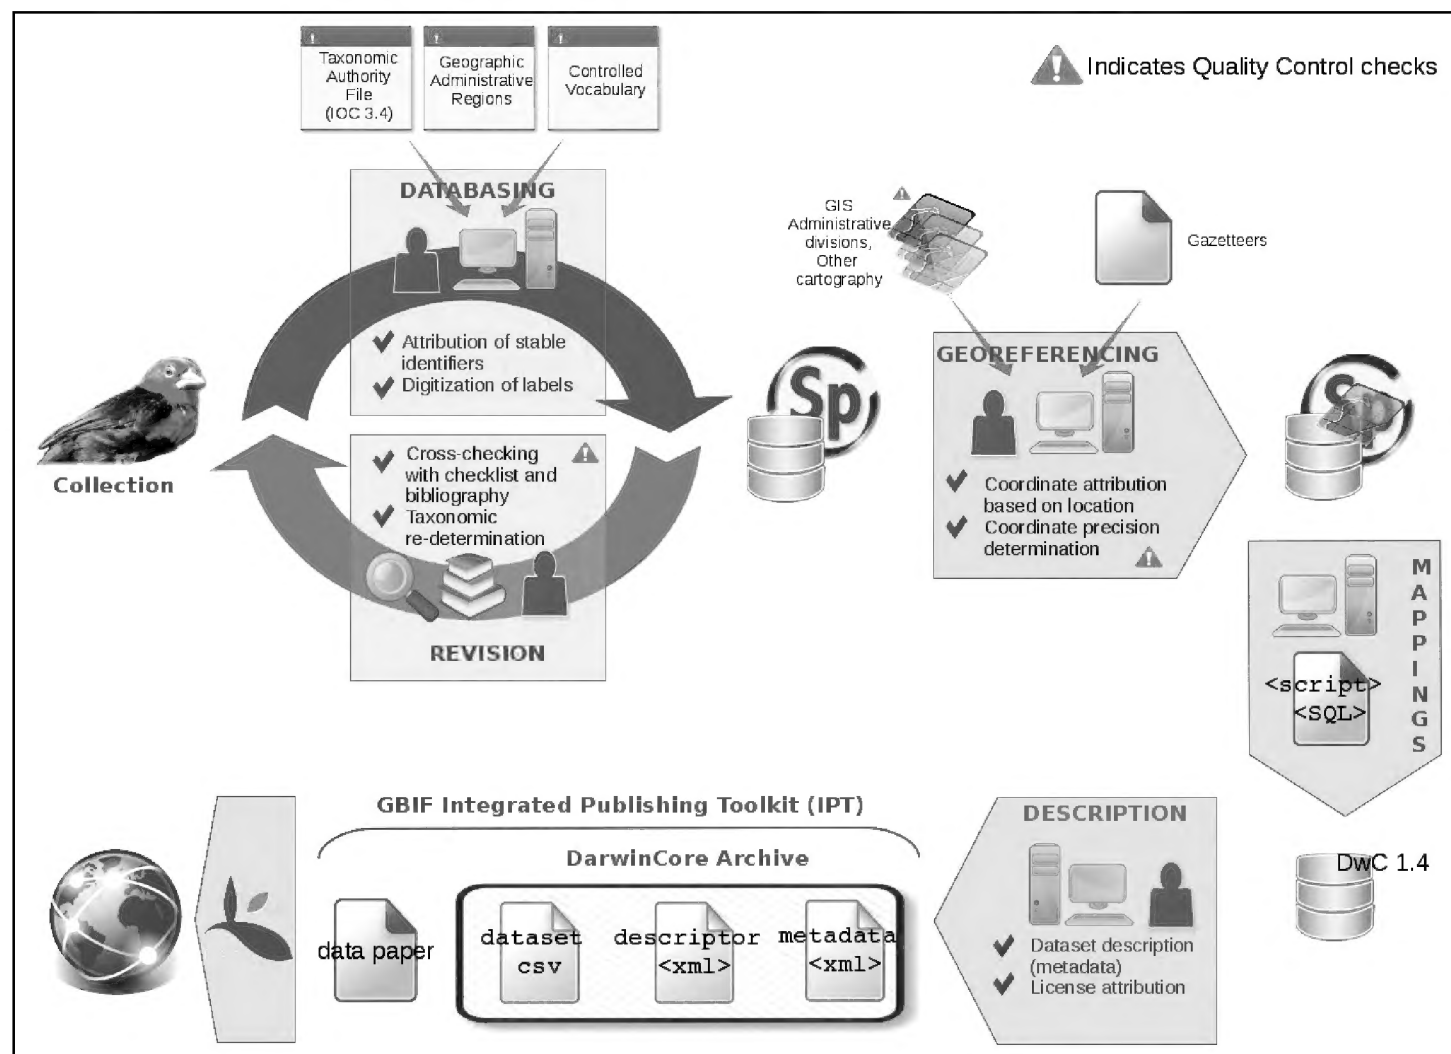 Taxonomic
Authority
File
(IOC 3.4)
Geographic
Administrative
Regions
Controlled
Vocabulary
Indicates Quality Control checks
DATABASING
Attribution of stable
identifiers
Digitization of labels
Collection
Cross-checking
with checklist and
bibliography
Taxonomic
re-determination
REVISION
Sp
GIS
Administrative
divisions,
Other
cartography
Gazetteers
GEOREFERENCING
Coordinate attribution
based on location
Coordinate precision
determination
MAPPINGS
<script>
<SQL>
DwC 1.4
DESCRIPTION
Dataset description
(metadata)
License attribution
GBIF Integrated Publishing Toolkit (IPT)
DarwinCore Archive
data paper
dataset
csv
descriptor
<xml>
metadata
<xml>